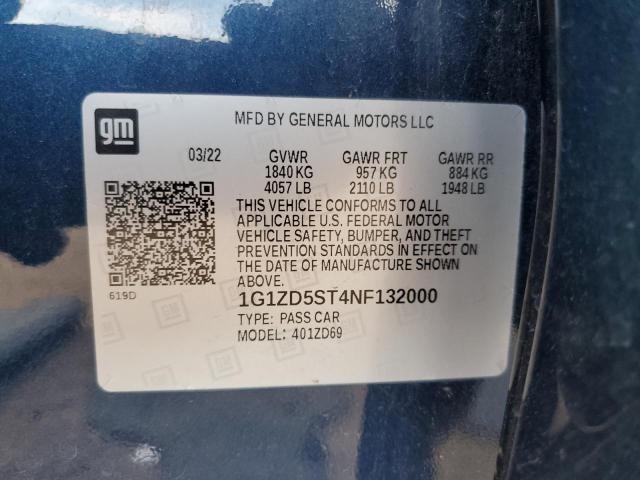 gm
MFD BY GENERAL MOTORS LLC
03/22 GVWR GAWR FRT GAWR RR
1840 KG 957 KG 884 KG
4057 LB 2110 LB 1948 LB
THIS VEHICLE CONFORMS TO ALL
APPLICABLE U.S. FEDERAL MOTOR
VEHICLE SAFETY, BUMPER, AND THEFT
PREVENTION STANDARDS IN EFFECT ON
THE DATE OF MANUFACTURE SHOWN
ABOVE.
619D
1G1ZD5ST4NF132000
TYPE: PASS CAR
MODEL: 401ZD69